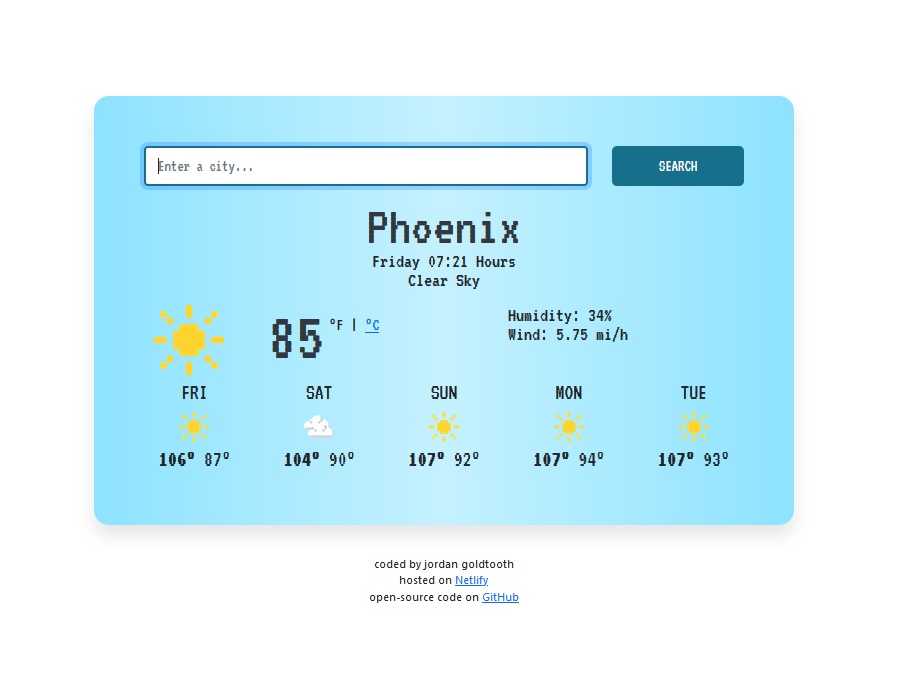 Enter a city...
SEARCH
Phoenix
Friday 07:21 Hours
Clear Sky
85 °F | °C
Humidity: 34%
Wind: 5.75 mi/h
FRI SAT SUN MON TUE
106° 87° 104° 90° 107° 92° 107° 94° 107° 93°
coded by jordan goldtooth
hosted on Netlify
open-source code on GitHub